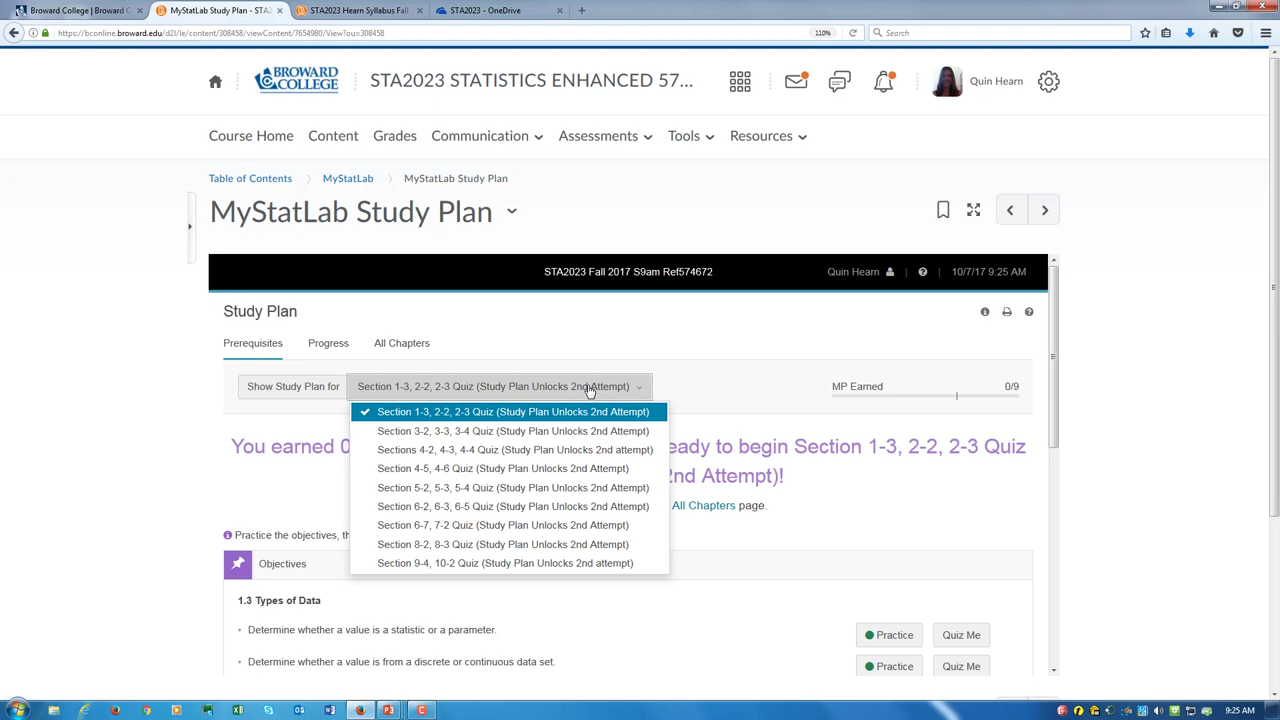 Broward College | Broward C
MyStatLab Study Plan - STA2
STA2023 Hearn Syllabus Fall
STA2023 - OneDrive
https://bconline.broward.edu/d2l/le/content/308458/viewContent/7654980/View?ou=308458
110%
Search
BROWARD
COLLEGE
STA2023 STATISTICS ENHANCED 57...
Quin Hearn
Course Home
Content
Grades
Communication
Assessments
Tools
Resources
Table of Contents
MyStatLab
MyStatLab Study Plan
MyStatLab Study Plan
STA2023 Fall 2017 S9am Ref574672
Quin Hearn
10/7/17 9:25 AM
Study Plan
Prerequisites
Progress
All Chapters
Show Study Plan for
Section 1-3, 2-2, 2-3 Quiz (Study Plan Unlocks 2nd Attempt)
MP Earned
0/9
Section 1-3, 2-2, 2-3 Quiz (Study Plan Unlocks 2nd Attempt)
Section 3-2, 3-3, 3-4 Quiz (Study Plan Unlocks 2nd Attempt)
Sections 4-2, 4-3, 4-4 Quiz (Study Plan Unlocks 2nd attempt)
Section 4-5, 4-6 Quiz (Study Plan Unlocks 2nd Attempt)
Section 5-2, 5-3, 5-4 Quiz (Study Plan Unlocks 2nd Attempt)
Section 6-2, 6-3, 6-5 Quiz (Study Plan Unlocks 2nd Attempt)
Section 6-7, 7-2 Quiz (Study Plan Unlocks 2nd Attempt)
Section 8-2, 8-3 Quiz (Study Plan Unlocks 2nd Attempt)
Section 9-4, 10-2 Quiz (Study Plan Unlocks 2nd attempt)
You earned 0
eady to begin Section 1-3, 2-2, 2-3 Quiz
2nd Attempt)!
All Chapters page.
Practice the objectives, th
Objectives
1.3 Types of Data
• Determine whether a value is a statistic or a parameter.
Practice
Quiz Me
• Determine whether a value is from a discrete or continuous data set.
Practice
Quiz Me
9:25 AM